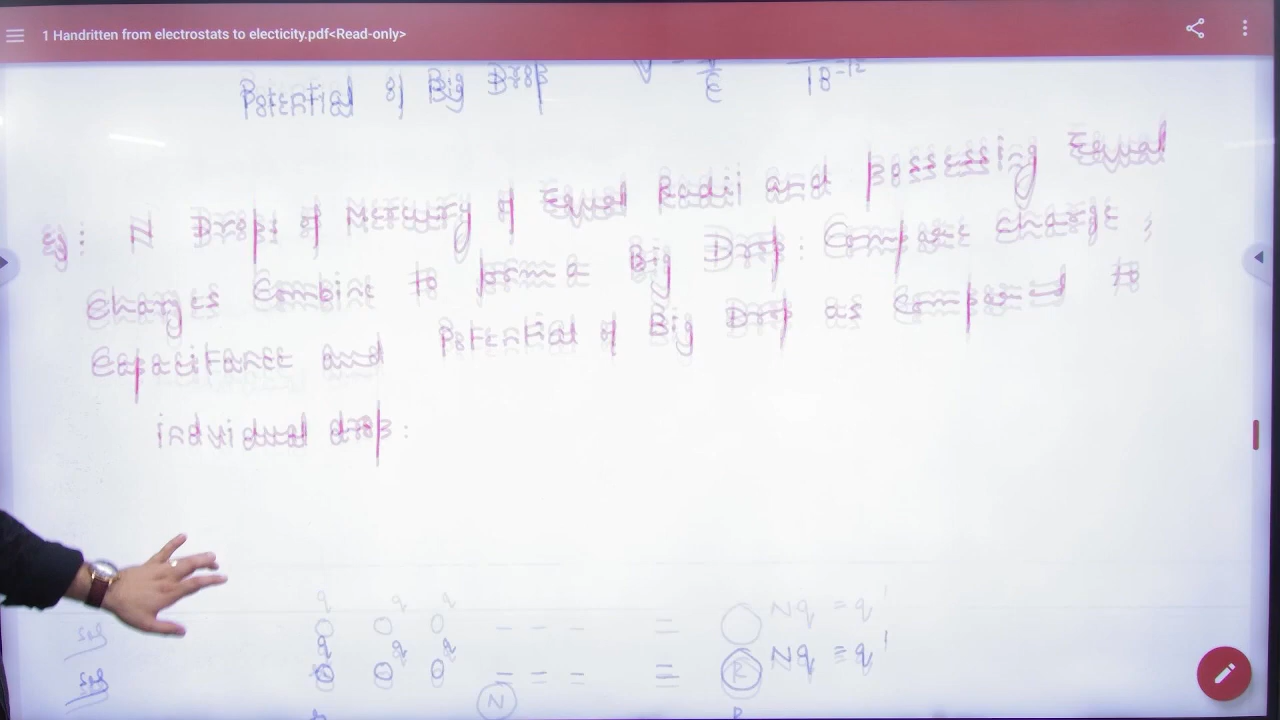 1 Handritten from electrostats to electicity.pdf<Read-only>
Potential of Big Drop V =
Eg: N Drops of Mercury of Equal Radii and possessing Equal
Charges Combine to form a Big Drop: Compare Charge,
Capacitance and Potential of Big Drop as Compared to
individual drop:
q q q Nq = q'
- - - =
Sol q q Nq = q'
= = = = R
N